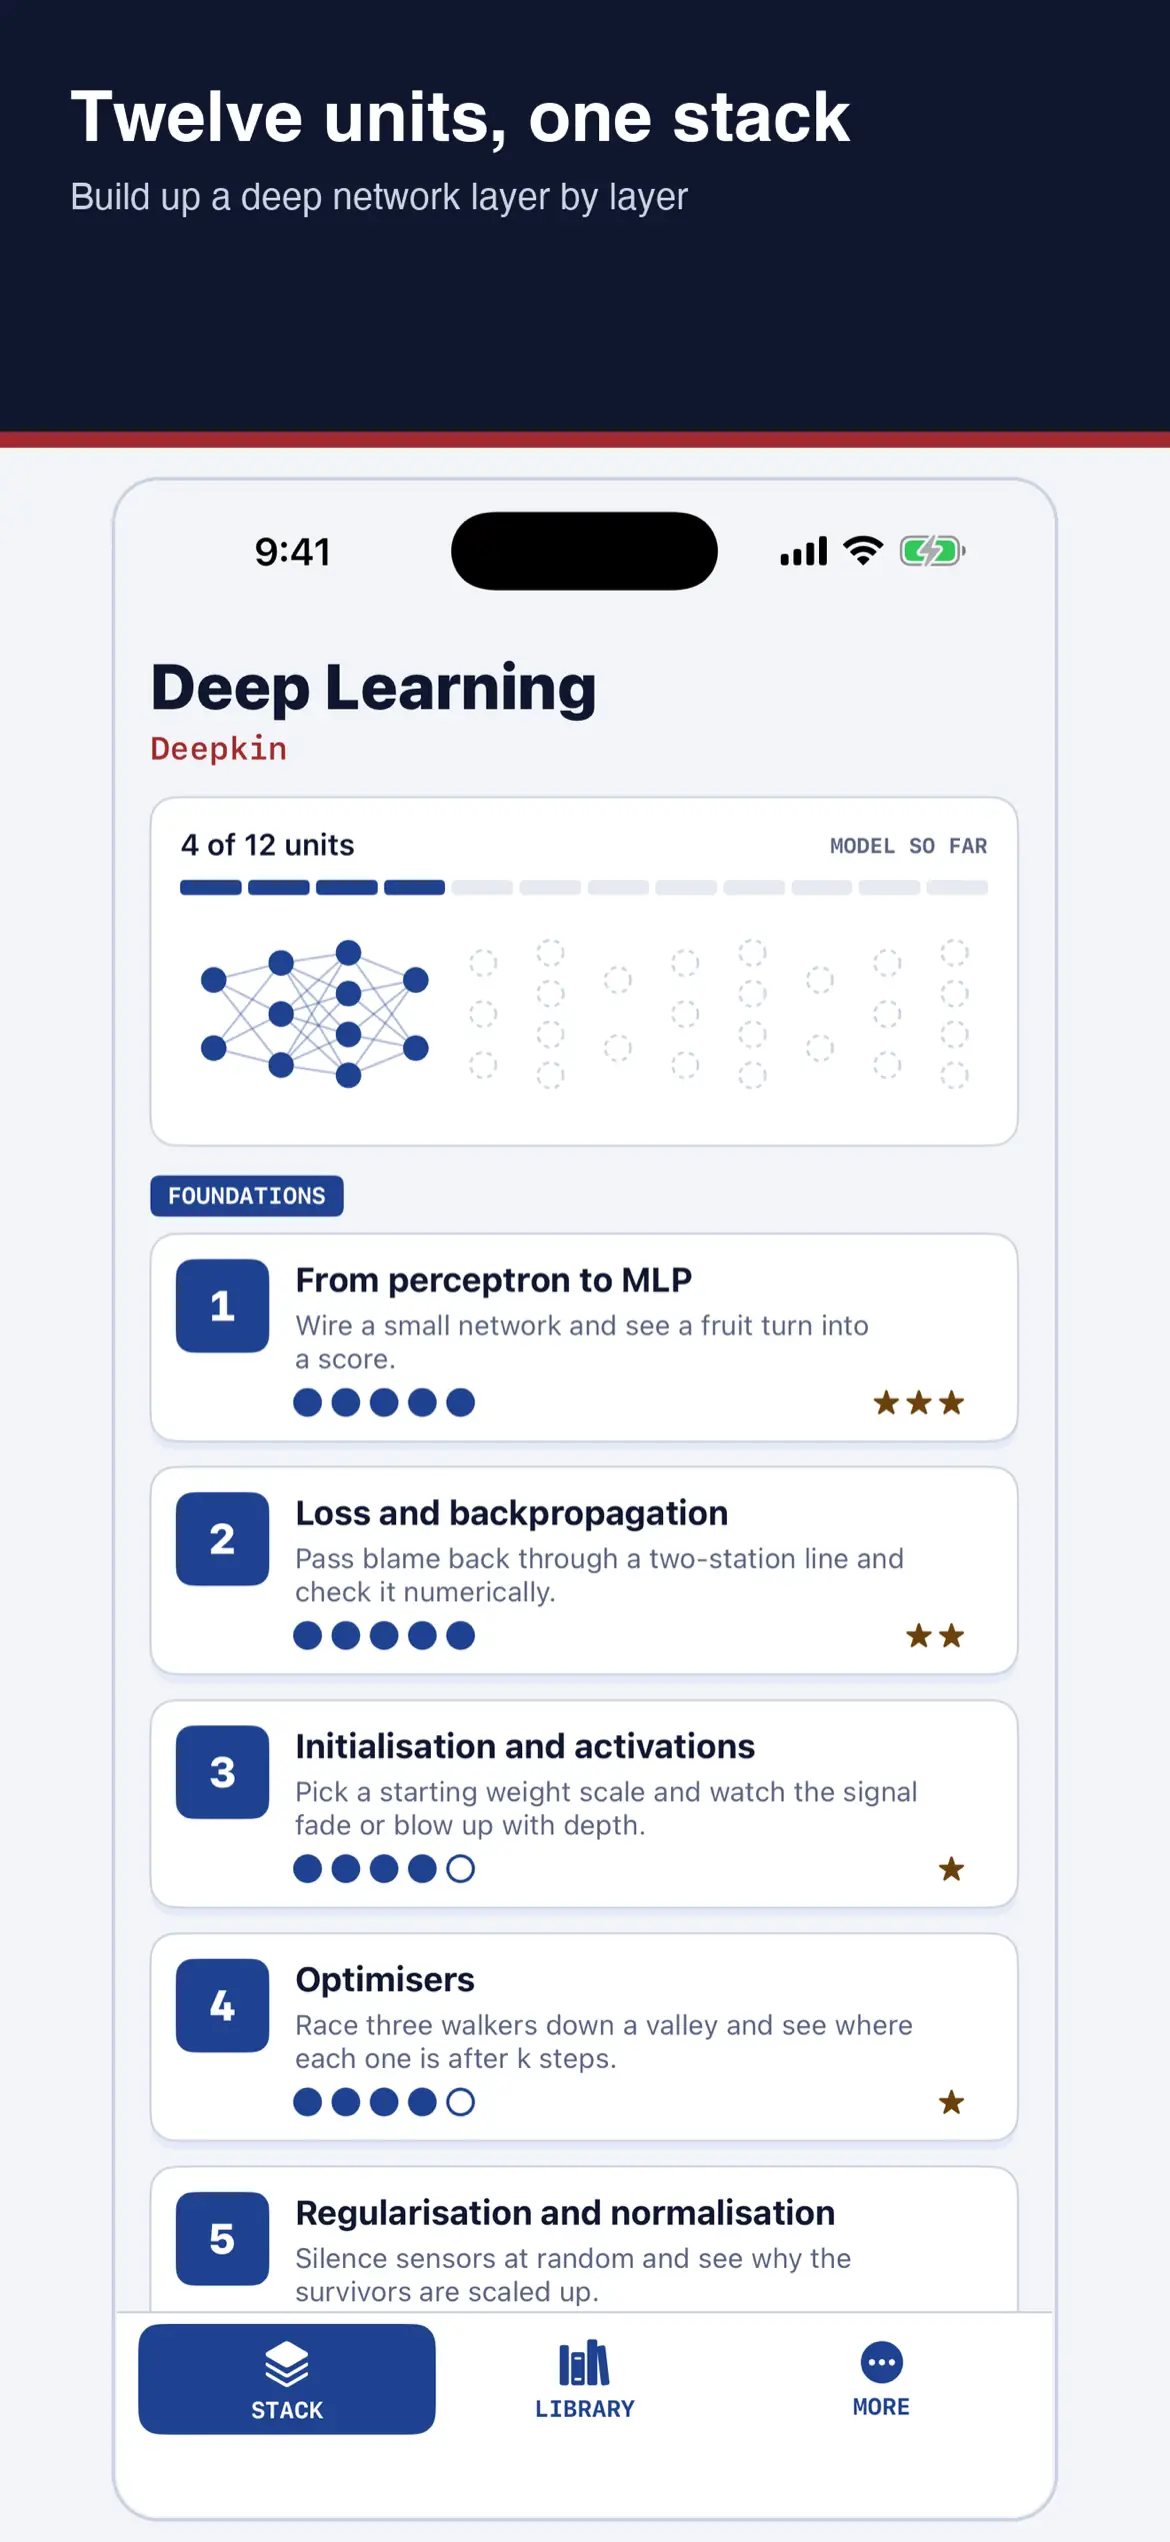 Twelve units, one stack
Build up a deep network layer by layer
9:41
Deep Learning
Deepkin
4 of 12 units
MODEL SO FAR
FOUNDATIONS
1
From perceptron to MLP
Wire a small network and see a fruit turn into
a score.
2
Loss and backpropagation
Pass blame back through a two-station line and
check it numerically.
3
Initialisation and activations
Pick a starting weight scale and watch the signal
fade or blow up with depth.
4
Optimisers
Race three walkers down a valley and see where
each one is after k steps.
5
Regularisation and normalisation
Silence sensors at random and see why the
survivors are scaled up.
STACK
LIBRARY
MORE